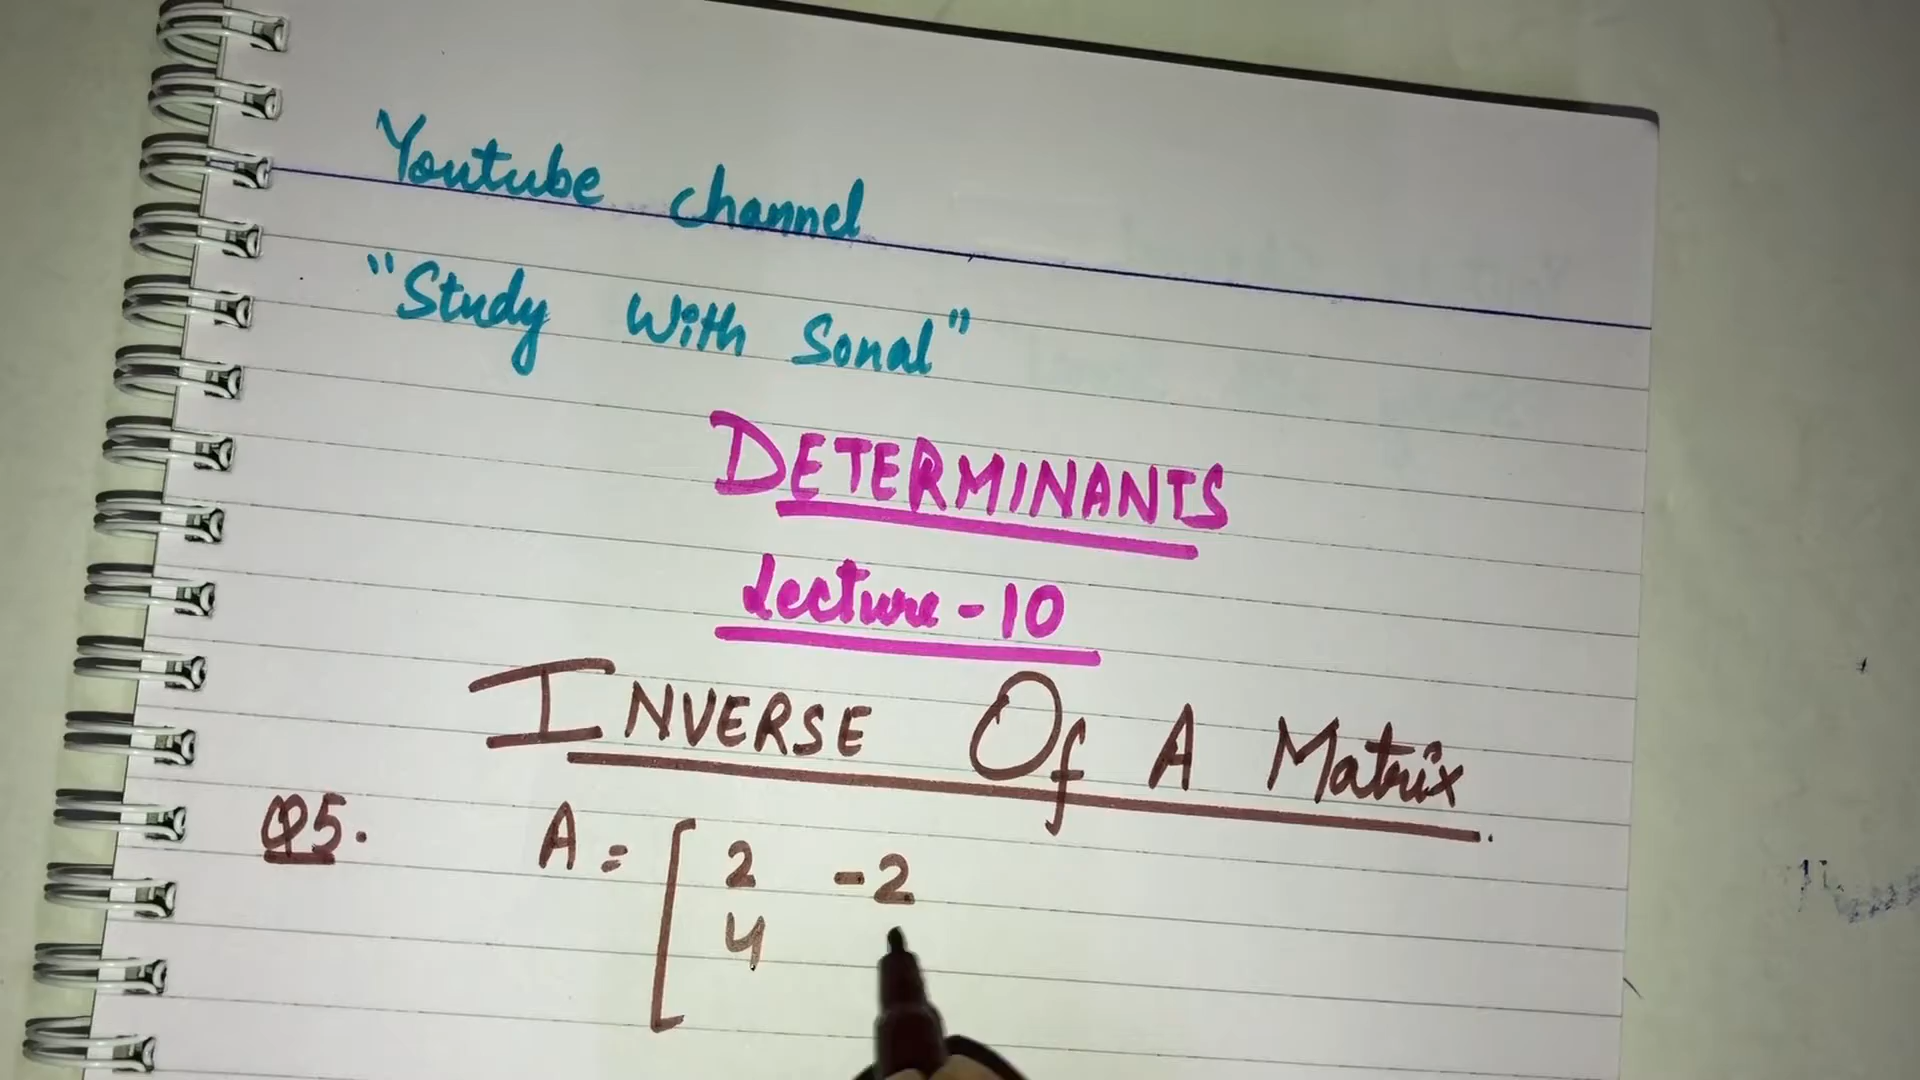 Youtube channel
"Study With Sonal"
DETERMINANTS
Lecture-10
INVERSE Of A Matrix.
Q5. A = [ 2 -2
4